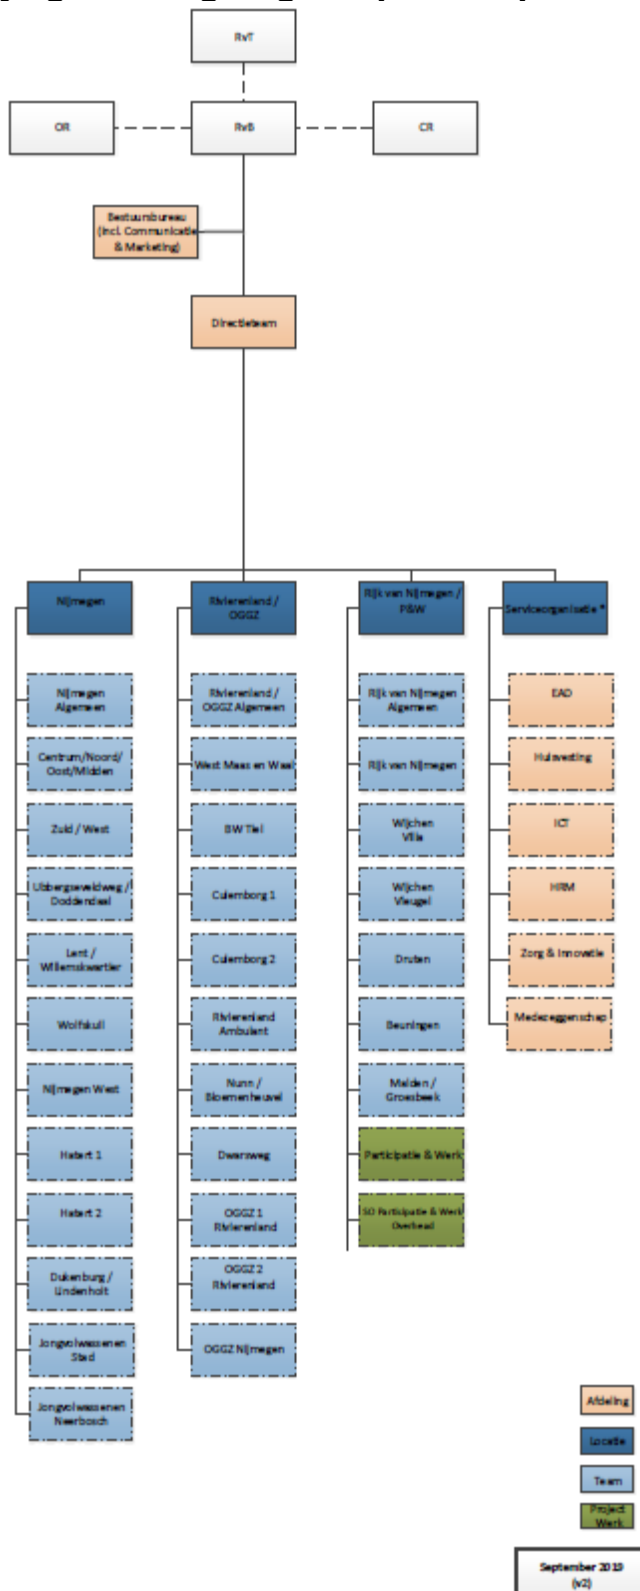 RvT
OR
RvB
CR
Bestuursbureau
(incl. Communicatie
& Marketing)
Directieteam
Nijmegen
Rivierenland /
OGGZ
Rijk van Nijmegen /
P&W
Serviceorganisatie *
Nijmegen
Algemeen
Centrum/Noord/
Oost/Midden
Zuid / West
Ubbergseveldweg /
Doddendaal
Lent /
Willemskwartier
Wolfskuil
Nijmegen West
Hatert 1
Hatert 2
Dukenburg /
Lindenholt
Jongvolwassenen
Stad
Jongvolwassenen
Neerbosch
Rivierenland /
OGGZ Algemeen
West Maas en Waal
BW Tiel
Culemborg 1
Culemborg 2
Rivierenland
Ambulant
Nunn /
Bloemenheuvel
Dwarsweg
OGGZ 1
Rivierenland
OGGZ 2
Rivierenland
OGGZ Nijmegen
Rijk van Nijmegen
Algemeen
Rijk van Nijmegen
Wijchen
Villa
Wijchen
Vleugel
Druten
Beuningen
Malden /
Groesbeek
Participatie & Werk
SO Participatie & Werk
Overhead
EAD
Huisvesting
ICT
HRM
Zorg & Innovatie
Medezeggenschap
Afdeling
Locatie
Team
Project
Werk
September 2019
(v2)